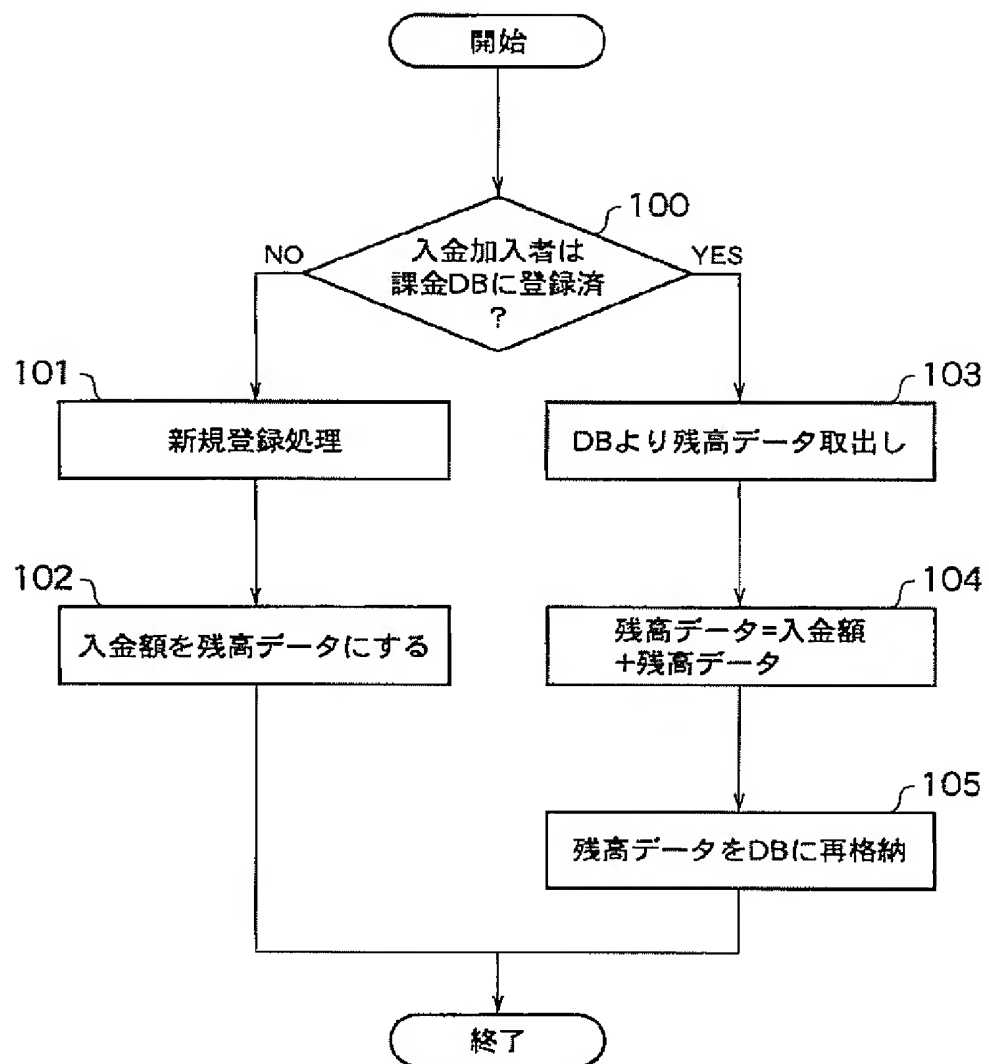 開始
100
入金加入者は
課金DBに登録済
?
NO
YES
101
新規登録処理
102
入金額を残高データにする
103
DBより残高データ取出し
104
残高データ=入金額
+残高データ
105
残高データをDBに再格納
終了